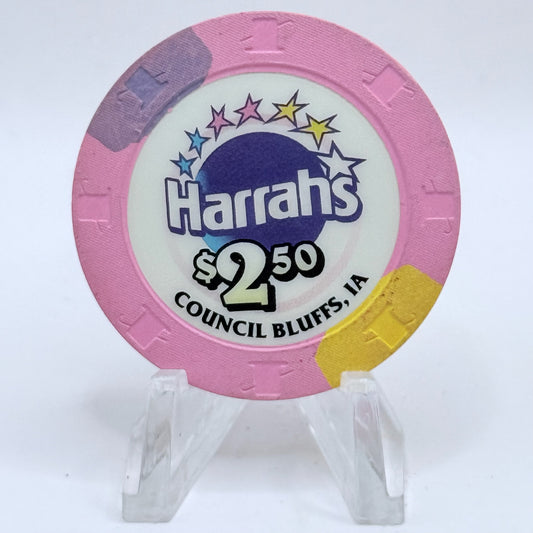 Harrah's
$2.50
COUNCIL BLUFFS, IA